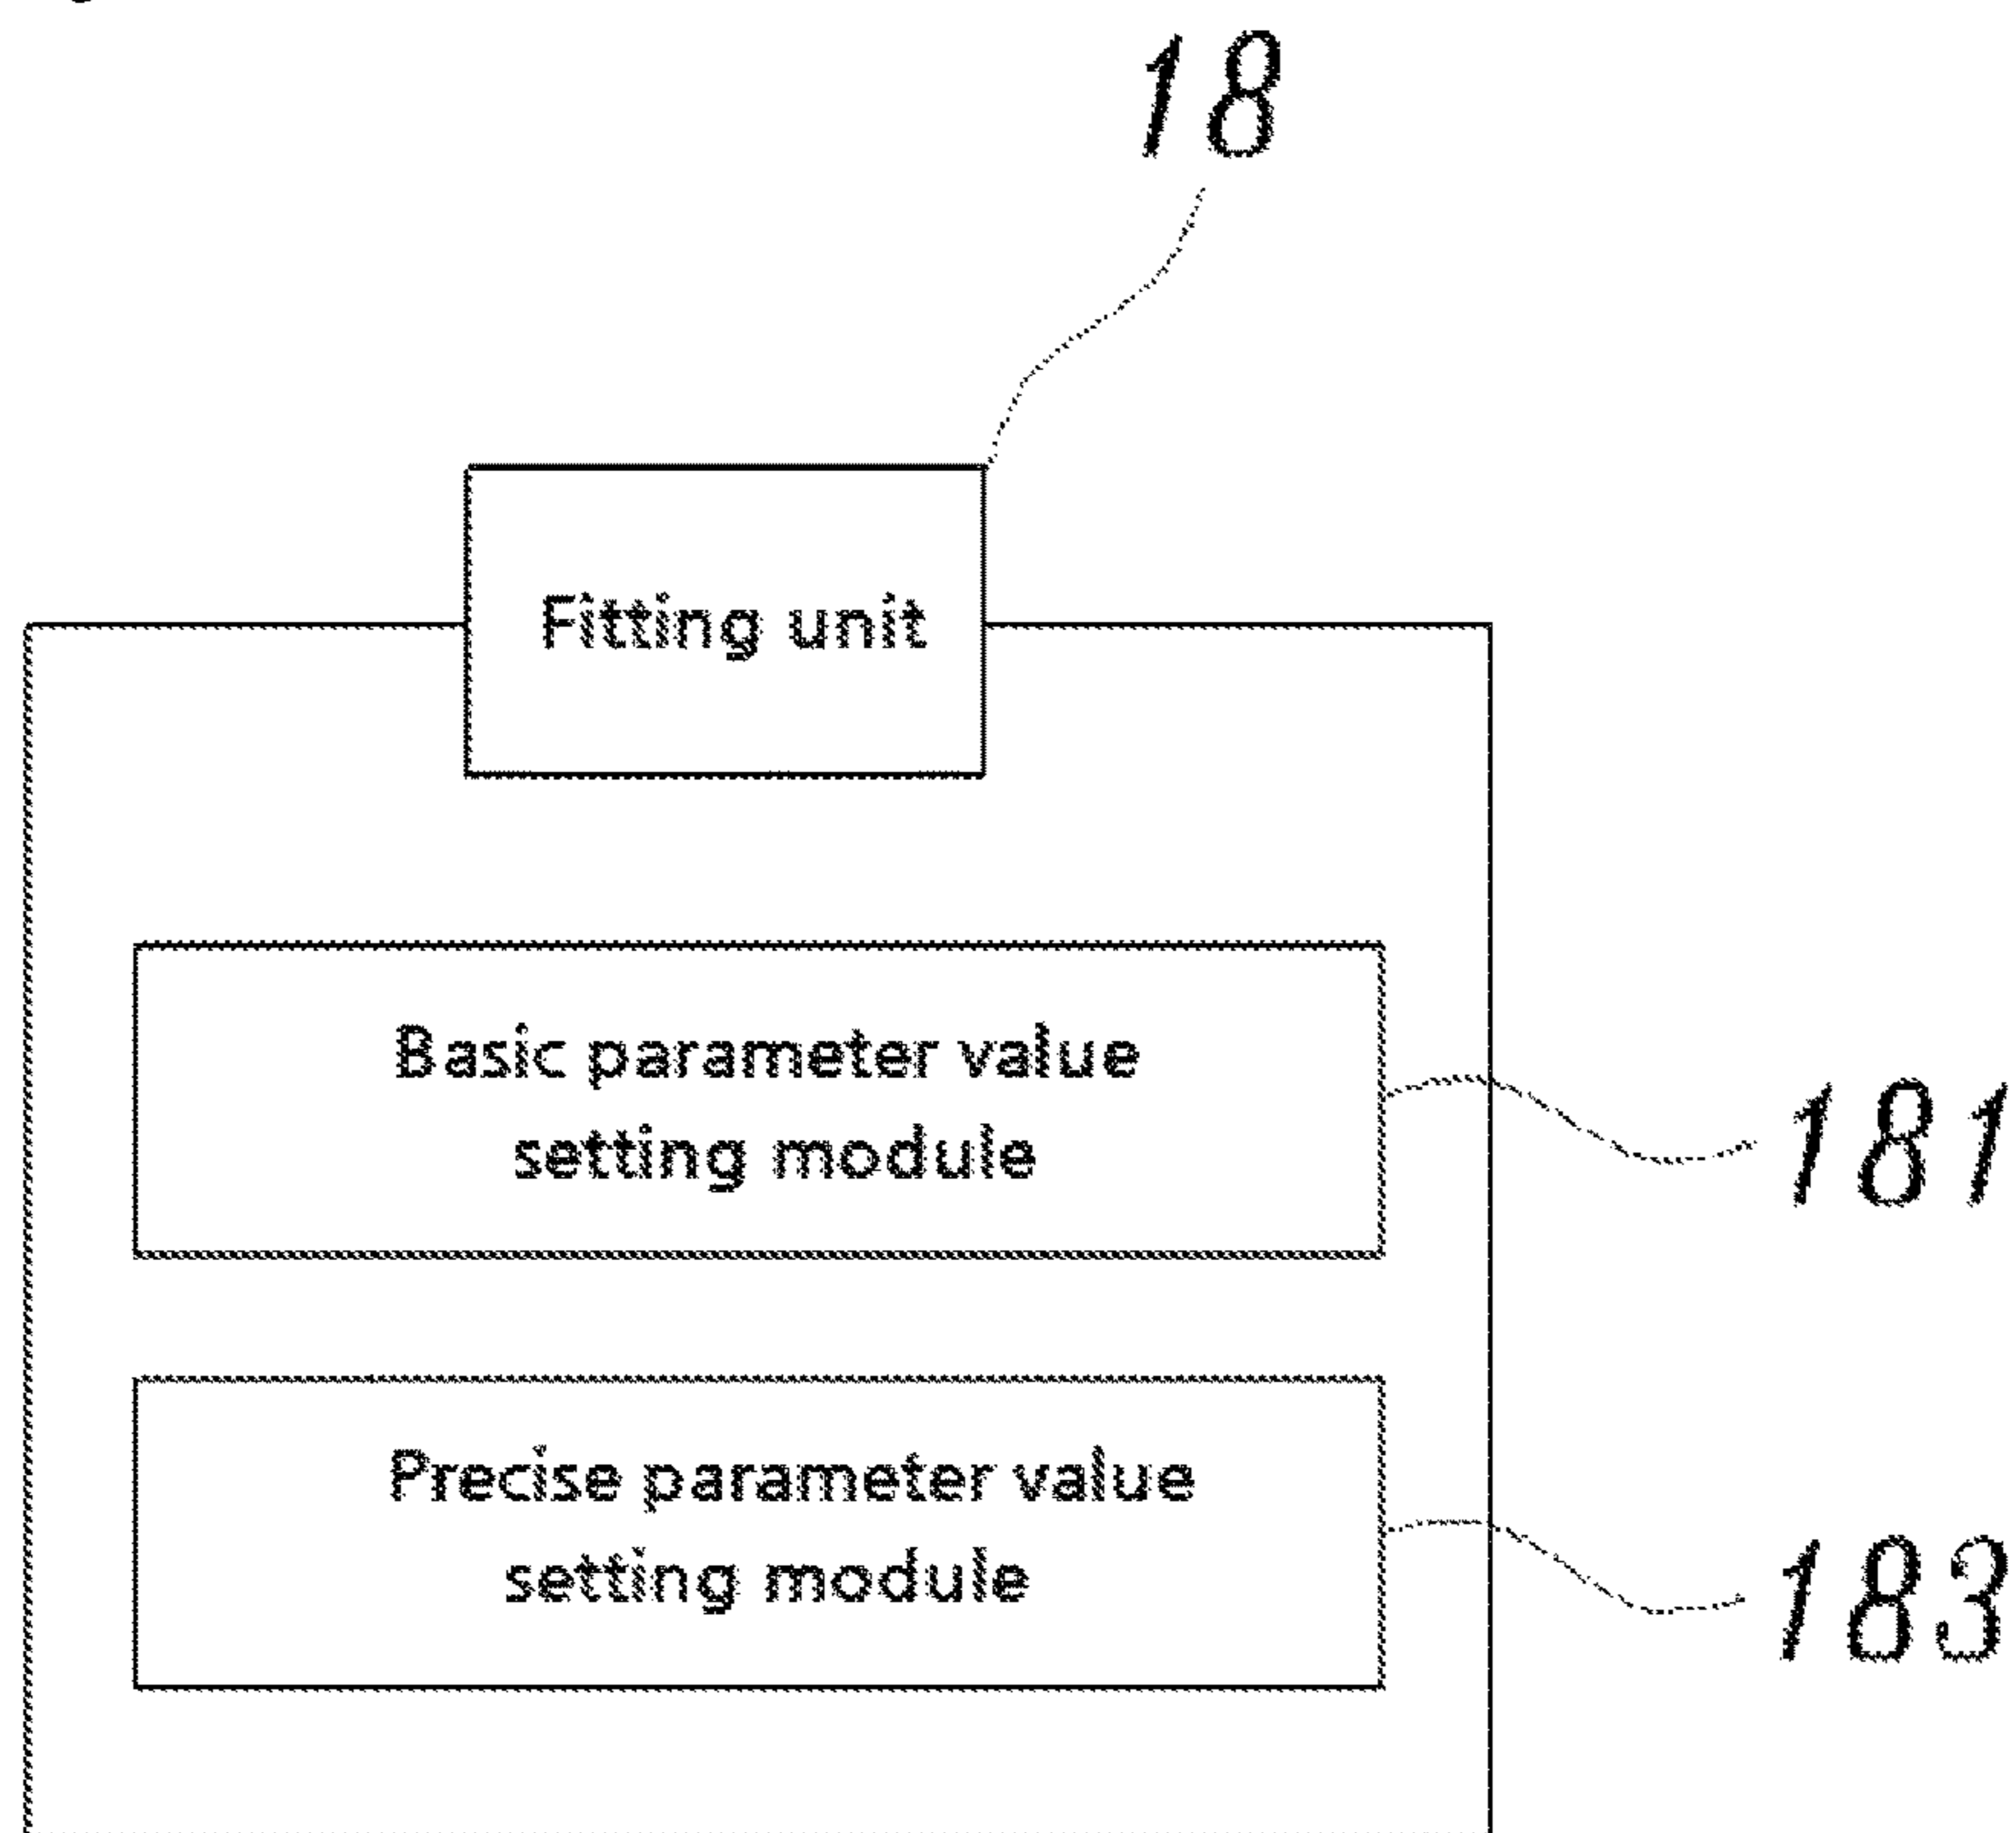 18
Fitting unit
Basic parameter value
setting module
181
Precise parameter value
setting module
183